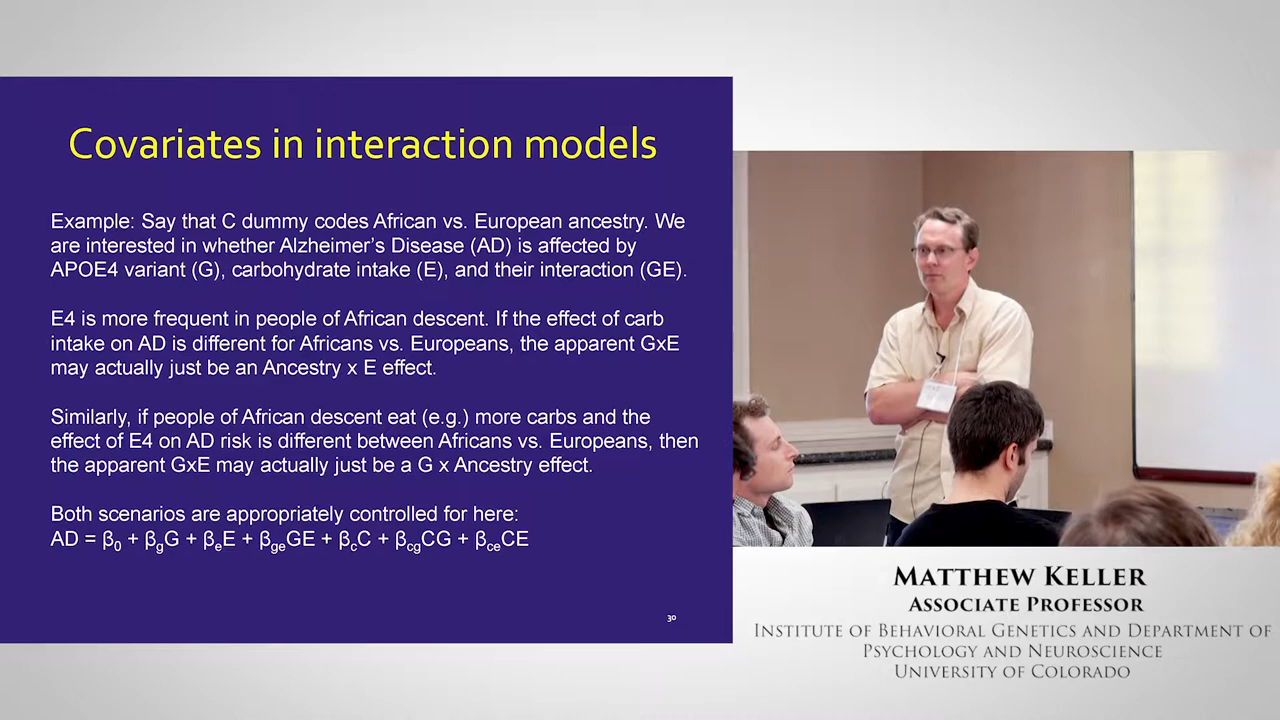 Covariates in interaction models
Example: Say that C dummy codes African vs. European ancestry. We
are interested in whether Alzheimer's Disease (AD) is affected by
APOE4 variant (G), carbohydrate intake (E), and their interaction (GE).
E4 is more frequent in people of African descent. If the effect of carb
intake on AD is different for Africans vs. Europeans, the apparent GxE
may actually just be an Ancestry x E effect.
Similarly, if people of African descent eat (e.g.) more carbs and the
effect of E4 on AD risk is different between Africans vs. Europeans, then
the apparent GxE may actually just be a G x Ancestry effect.
Both scenarios are appropriately controlled for here:
AD = β0 + βgG + βeE + βgeGE + βcC + βcgCG + βceCE
30
MATTHEW KELLER
ASSOCIATE PROFESSOR
INSTITUTE OF BEHAVIORAL GENETICS AND DEPARTMENT OF
PSYCHOLOGY AND NEUROSCIENCE
UNIVERSITY OF COLORADO